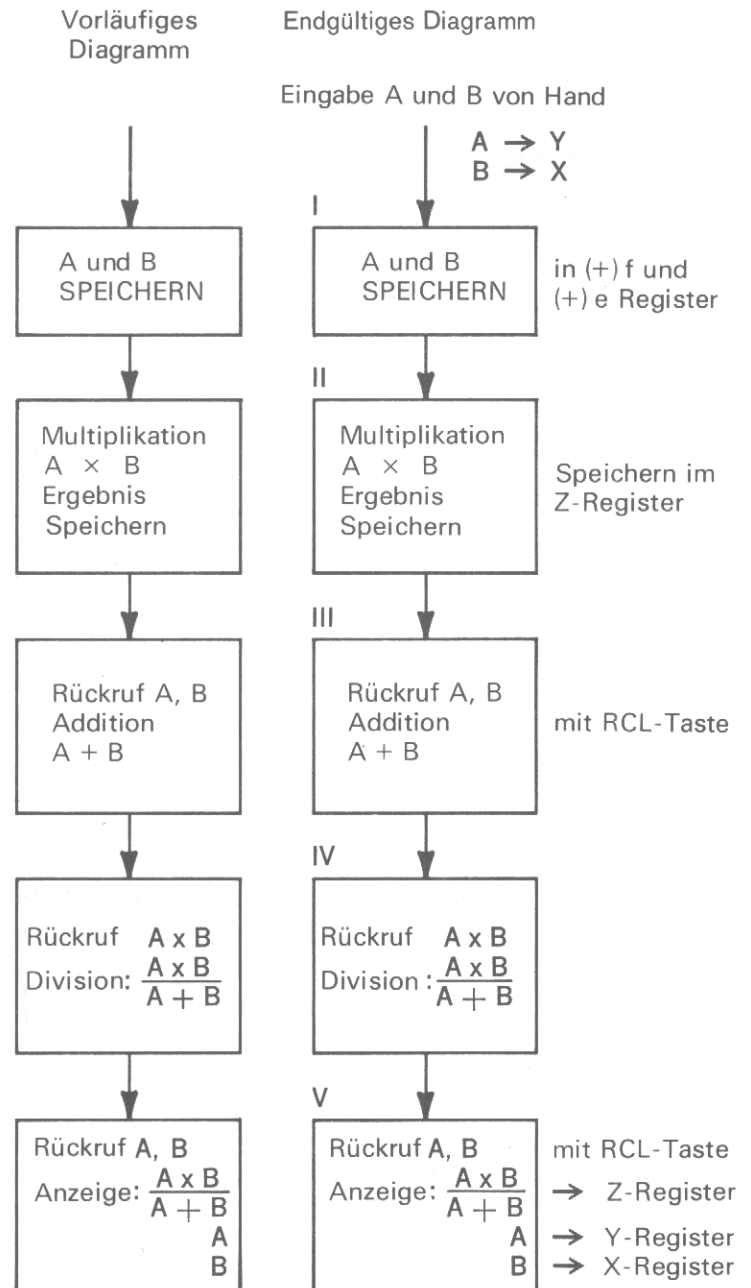 Vorläufiges
Diagramm
A und B
SPEICHERN
Multiplikation
A × B
Ergebnis
Speichern
Rückruf A, B
Addition
A + B
Rückruf A x B
Division: A x B
A + B
Rückruf A, B
Anzeige: A x B
A + B
A
B
Endgültiges Diagramm
Eingabe A und B von Hand
A → Y
B → X
I
A und B
SPEICHERN
in (+) f und
(+) e Register
II
Multiplikation
A × B
Ergebnis
Speichern
Speichern im
Z-Register
III
Rückruf A, B
Addition
A + B
mit RCL-Taste
IV
Rückruf A x B
Division : A x B
A + B
V
Rückruf A, B
Anzeige: A x B
A + B
A
B
mit RCL-Taste
→ Z-Register
→ Y-Register
→ X-Register